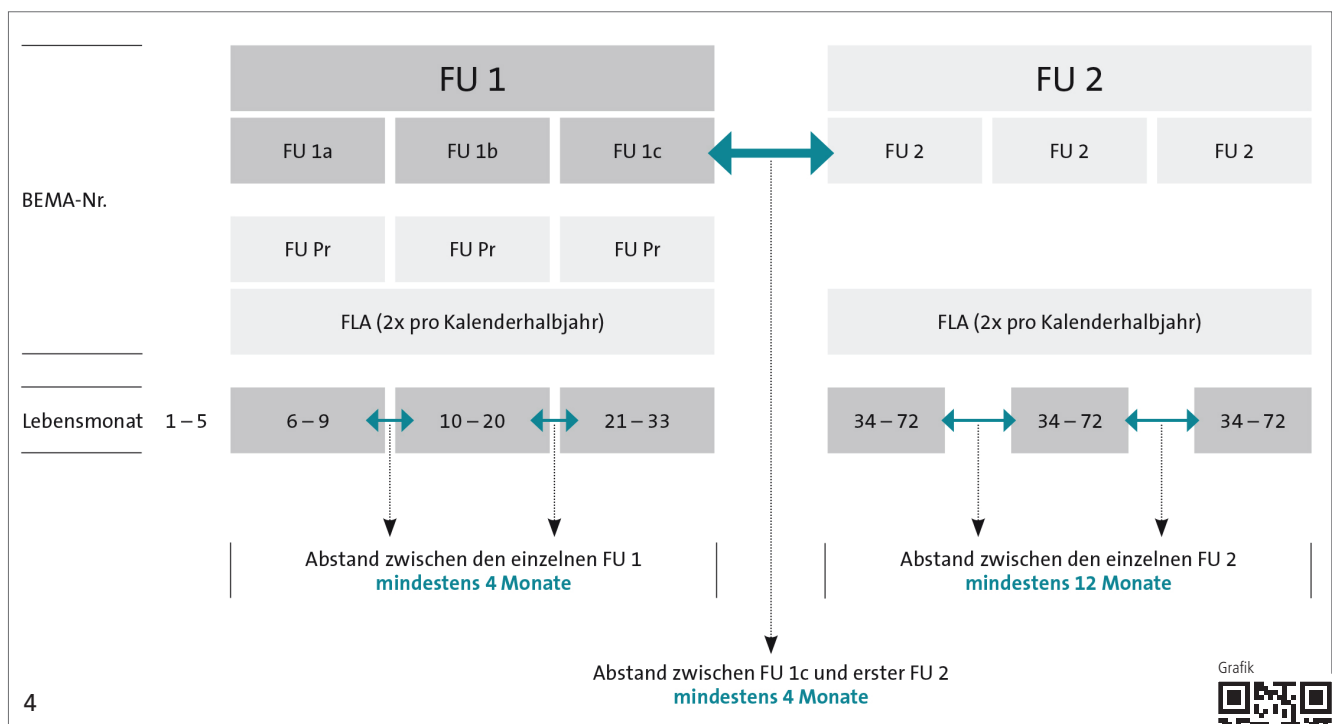 FU 1
FU 2
BEMA-Nr.
FU 1a
FU 1b
FU 1c
FU 2
FU 2
FU 2
FU Pr
FU Pr
FU Pr
FLA (2x pro Kalenderhalbjahr)
FLA (2x pro Kalenderhalbjahr)
Lebensmonat
1 – 5
6 – 9
10 – 20
21 – 33
34 – 72
34 – 72
34 – 72
Abstand zwischen den einzelnen FU 1
mindestens 4 Monate
Abstand zwischen den einzelnen FU 2
mindestens 12 Monate
Abstand zwischen FU 1c und erster FU 2
mindestens 4 Monate
Grafik
4